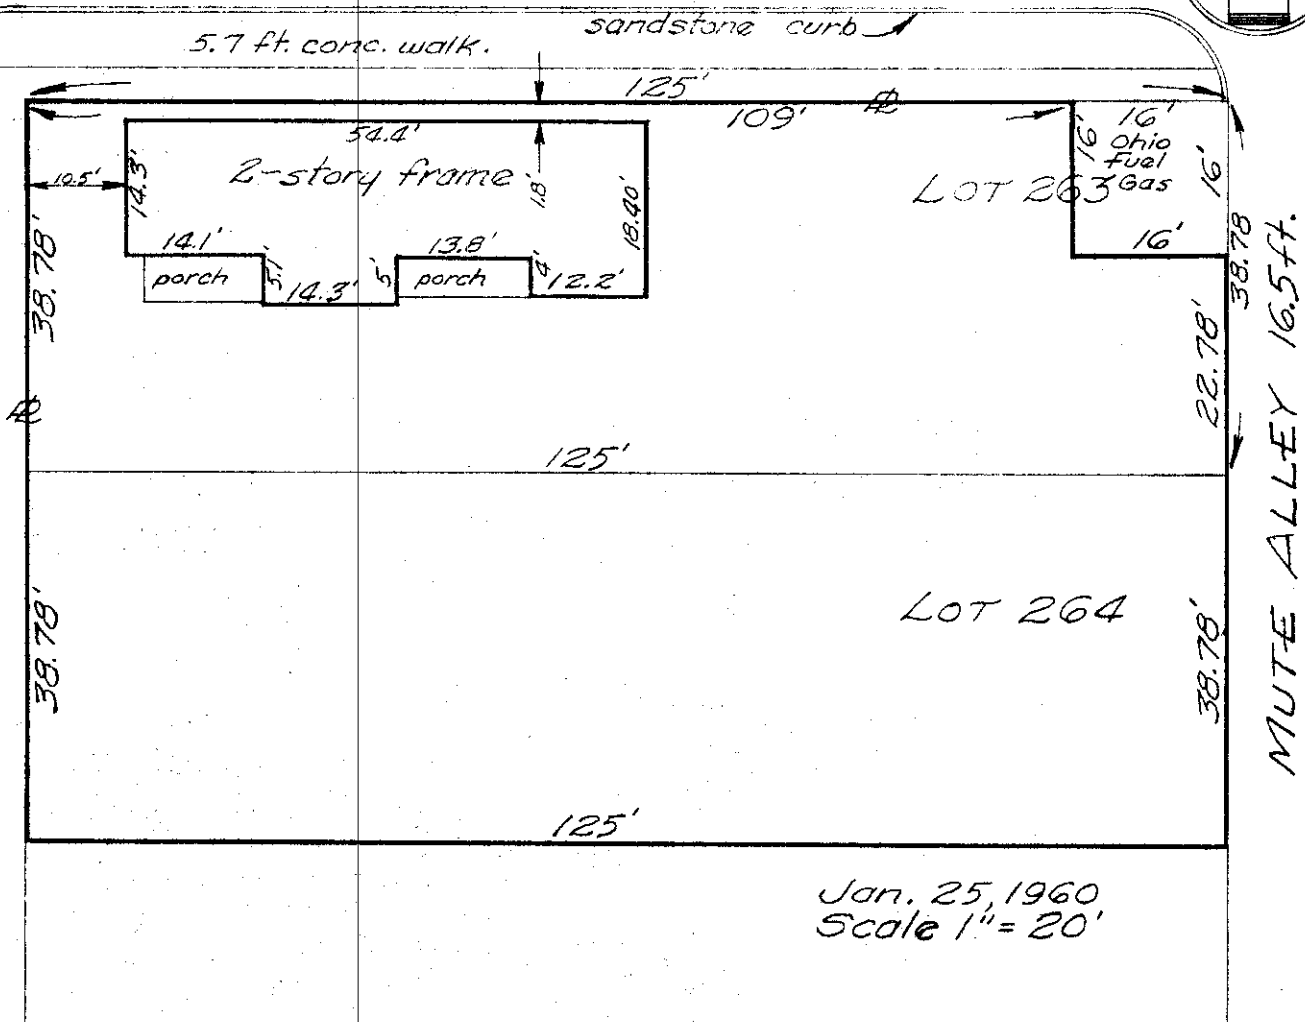 sandstone curb
5.7 ft. conc. walk.
125'
109'
PL
16'
16'
Ohio
Fuel
Gas
16'
16'
54.4'
2-story frame
LOT 263
10.5'
14.3'
1.8'
18.40'
14.1'
13.8'
porch
5.1'
14.3'
5'
porch
4'
12.2'
38.78'
38.78
22.78'
MUTE ALLEY 16.5ft.
PL
125'
LOT 264
38.78'
38.78'
125'
Jan. 25, 1960
Scale 1" = 20'